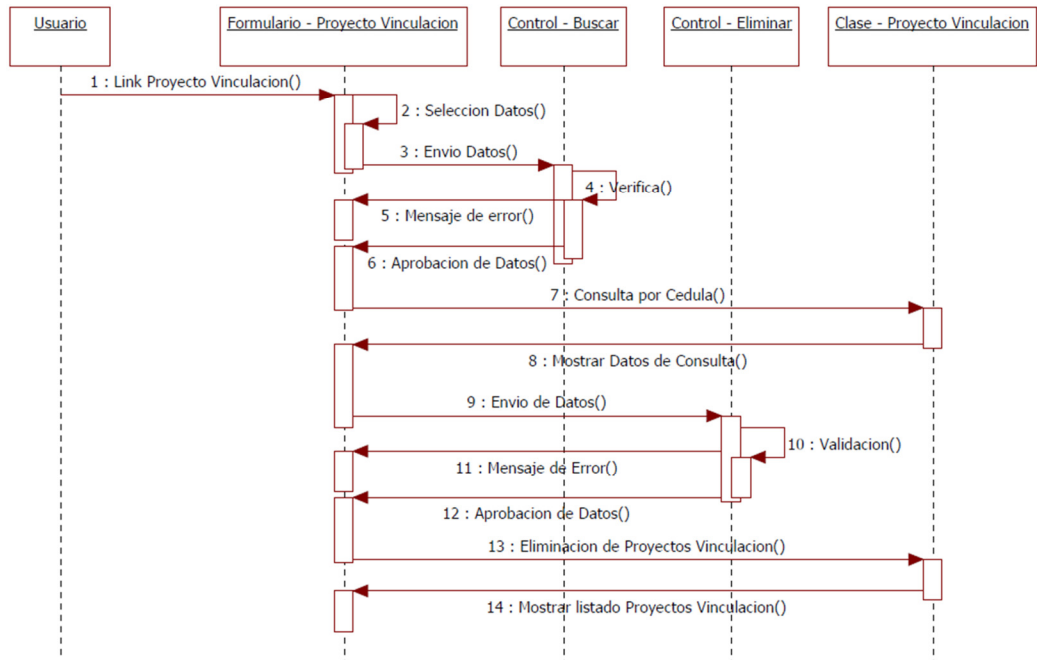 Usuario
Formulario - Proyecto Vinculacion
Control - Buscar
Control - Eliminar
Clase - Proyecto Vinculacion
1 : Link Proyecto Vinculacion()
2 : Seleccion Datos()
3 : Envio Datos()
4 : Verifica()
5 : Mensaje de error()
6 : Aprobacion de Datos()
7 : Consulta por Cedula()
8 : Mostrar Datos de Consulta()
9 : Envio de Datos()
10 : Validacion()
11 : Mensaje de Error()
12 : Aprobacion de Datos()
13 : Eliminacion de Proyectos Vinculacion()
14 : Mostrar listado Proyectos Vinculacion()